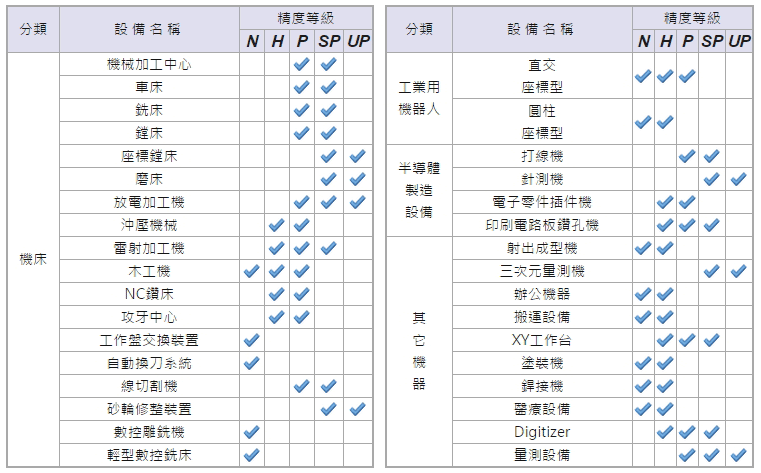 分類 設備名稱 精度等級
N H P SP UP
機床
機械加工中心
車床
銑床
鏜床
座標鏜床
磨床
放電加工機
沖壓機械
雷射加工機
木工機
NC鑽床
攻牙中心
工作盤交換裝置
自動換刀系統
線切割機
砂輪修整裝置
數控雕銑機
輕型數控銑床
分類 設備名稱 精度等級
N H P SP UP
工業用
機器人
直交
座標型
圓柱
座標型
半導體
製造
設備
打線機
針測機
電子零件插件機
印刷電路板鑽孔機
其
它
機
器
射出成型機
三次元量測機
辦公機器
搬運設備
XY工作台
塗裝機
銲接機
醫療設備
Digitizer
量測設備